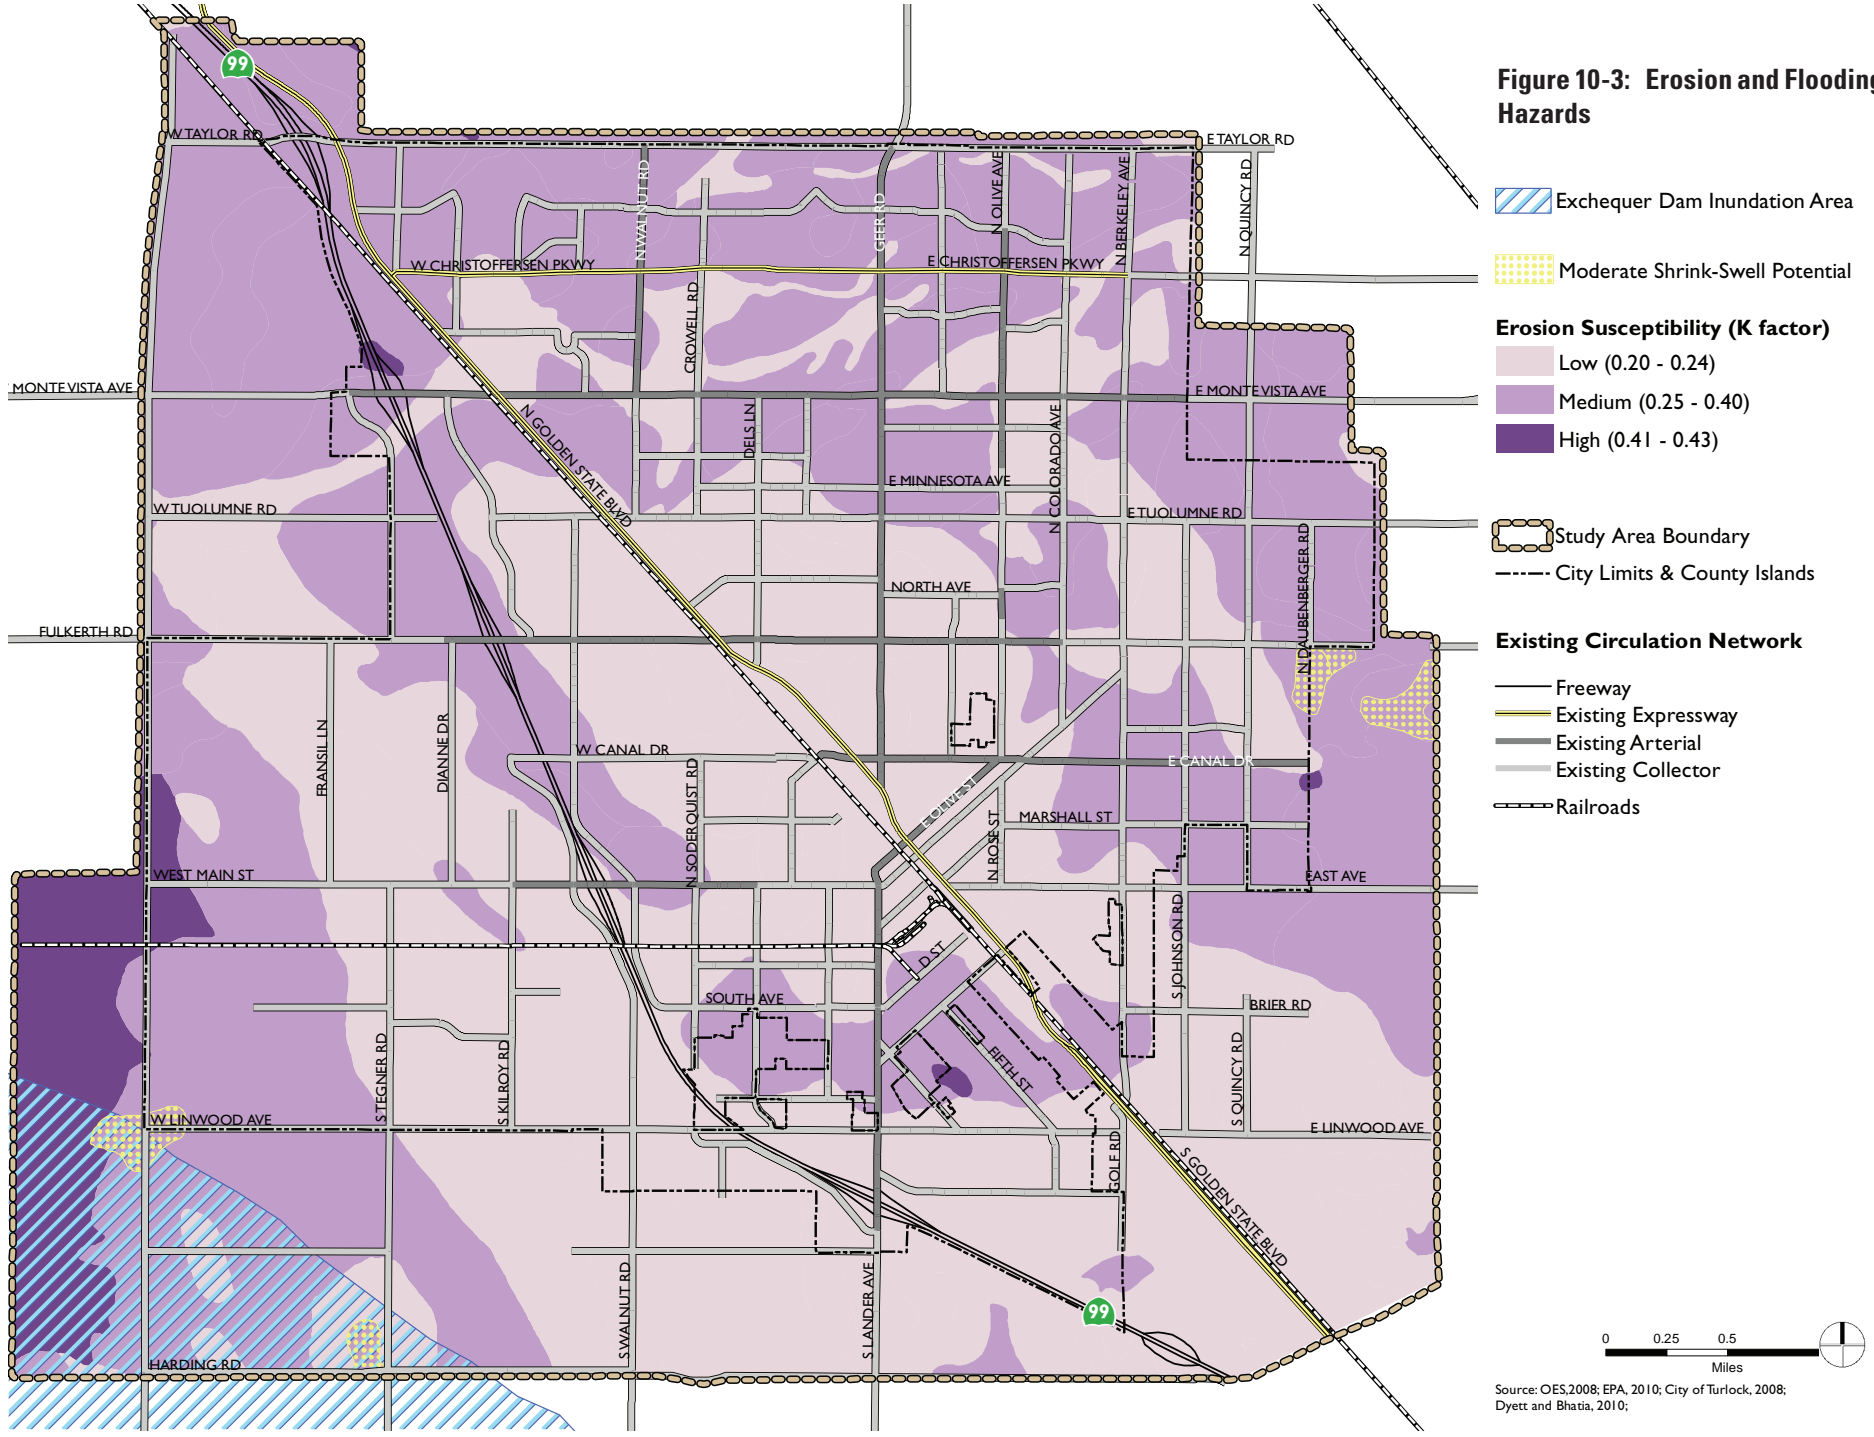 Figure 10-3: Erosion and Flooding
Hazards
Exchequer Dam Inundation Area
Moderate Shrink-Swell Potential
Erosion Susceptibility (K factor)
Low (0.20 - 0.24)
Medium (0.25 - 0.40)
High (0.41 - 0.43)
Study Area Boundary
City Limits & County Islands
Existing Circulation Network
Freeway
Existing Expressway
Existing Arterial
Existing Collector
Railroads
0 0.25 0.5
Miles
Source: OES,2008; EPA, 2010; City of Turlock, 2008;
Dyett and Bhatia, 2010;
99
W TAYLOR RD
E TAYLOR RD
N WALNUT RD
GEER RD
N OLIVE AVE
N BERKELEY AVE
N QUINCY RD
W CHRISTOFFERSEN PKWY
E CHRISTOFFERSEN PKWY
CROWELL RD
MONTE VISTA AVE
E MONTE VISTA AVE
N GOLDEN STATE BLVD
DELS LN
N COLORADO AVE
E MINNESOTA AVE
W TUOLUMNE RD
E TUOLUMNE RD
N DAUBENBERGER RD
NORTH AVE
FULKERTH RD
FRANSIL LN
DIANNE DR
W CANAL DR
E CANAL DR
N SODERQUIST RD
E OLIVE ST
N ROSE ST
MARSHALL ST
WEST MAIN ST
EAST AVE
D ST
S JOHNSON RD
SOUTH AVE
BRIER RD
S TEGNER RD
S KILROY RD
FIFTH ST
S QUINCY RD
W LINWOOD AVE
E LINWOOD AVE
GOLF RD
S GOLDEN STATE BLVD
S WALNUT RD
S LANDER AVE
99
HARDING RD